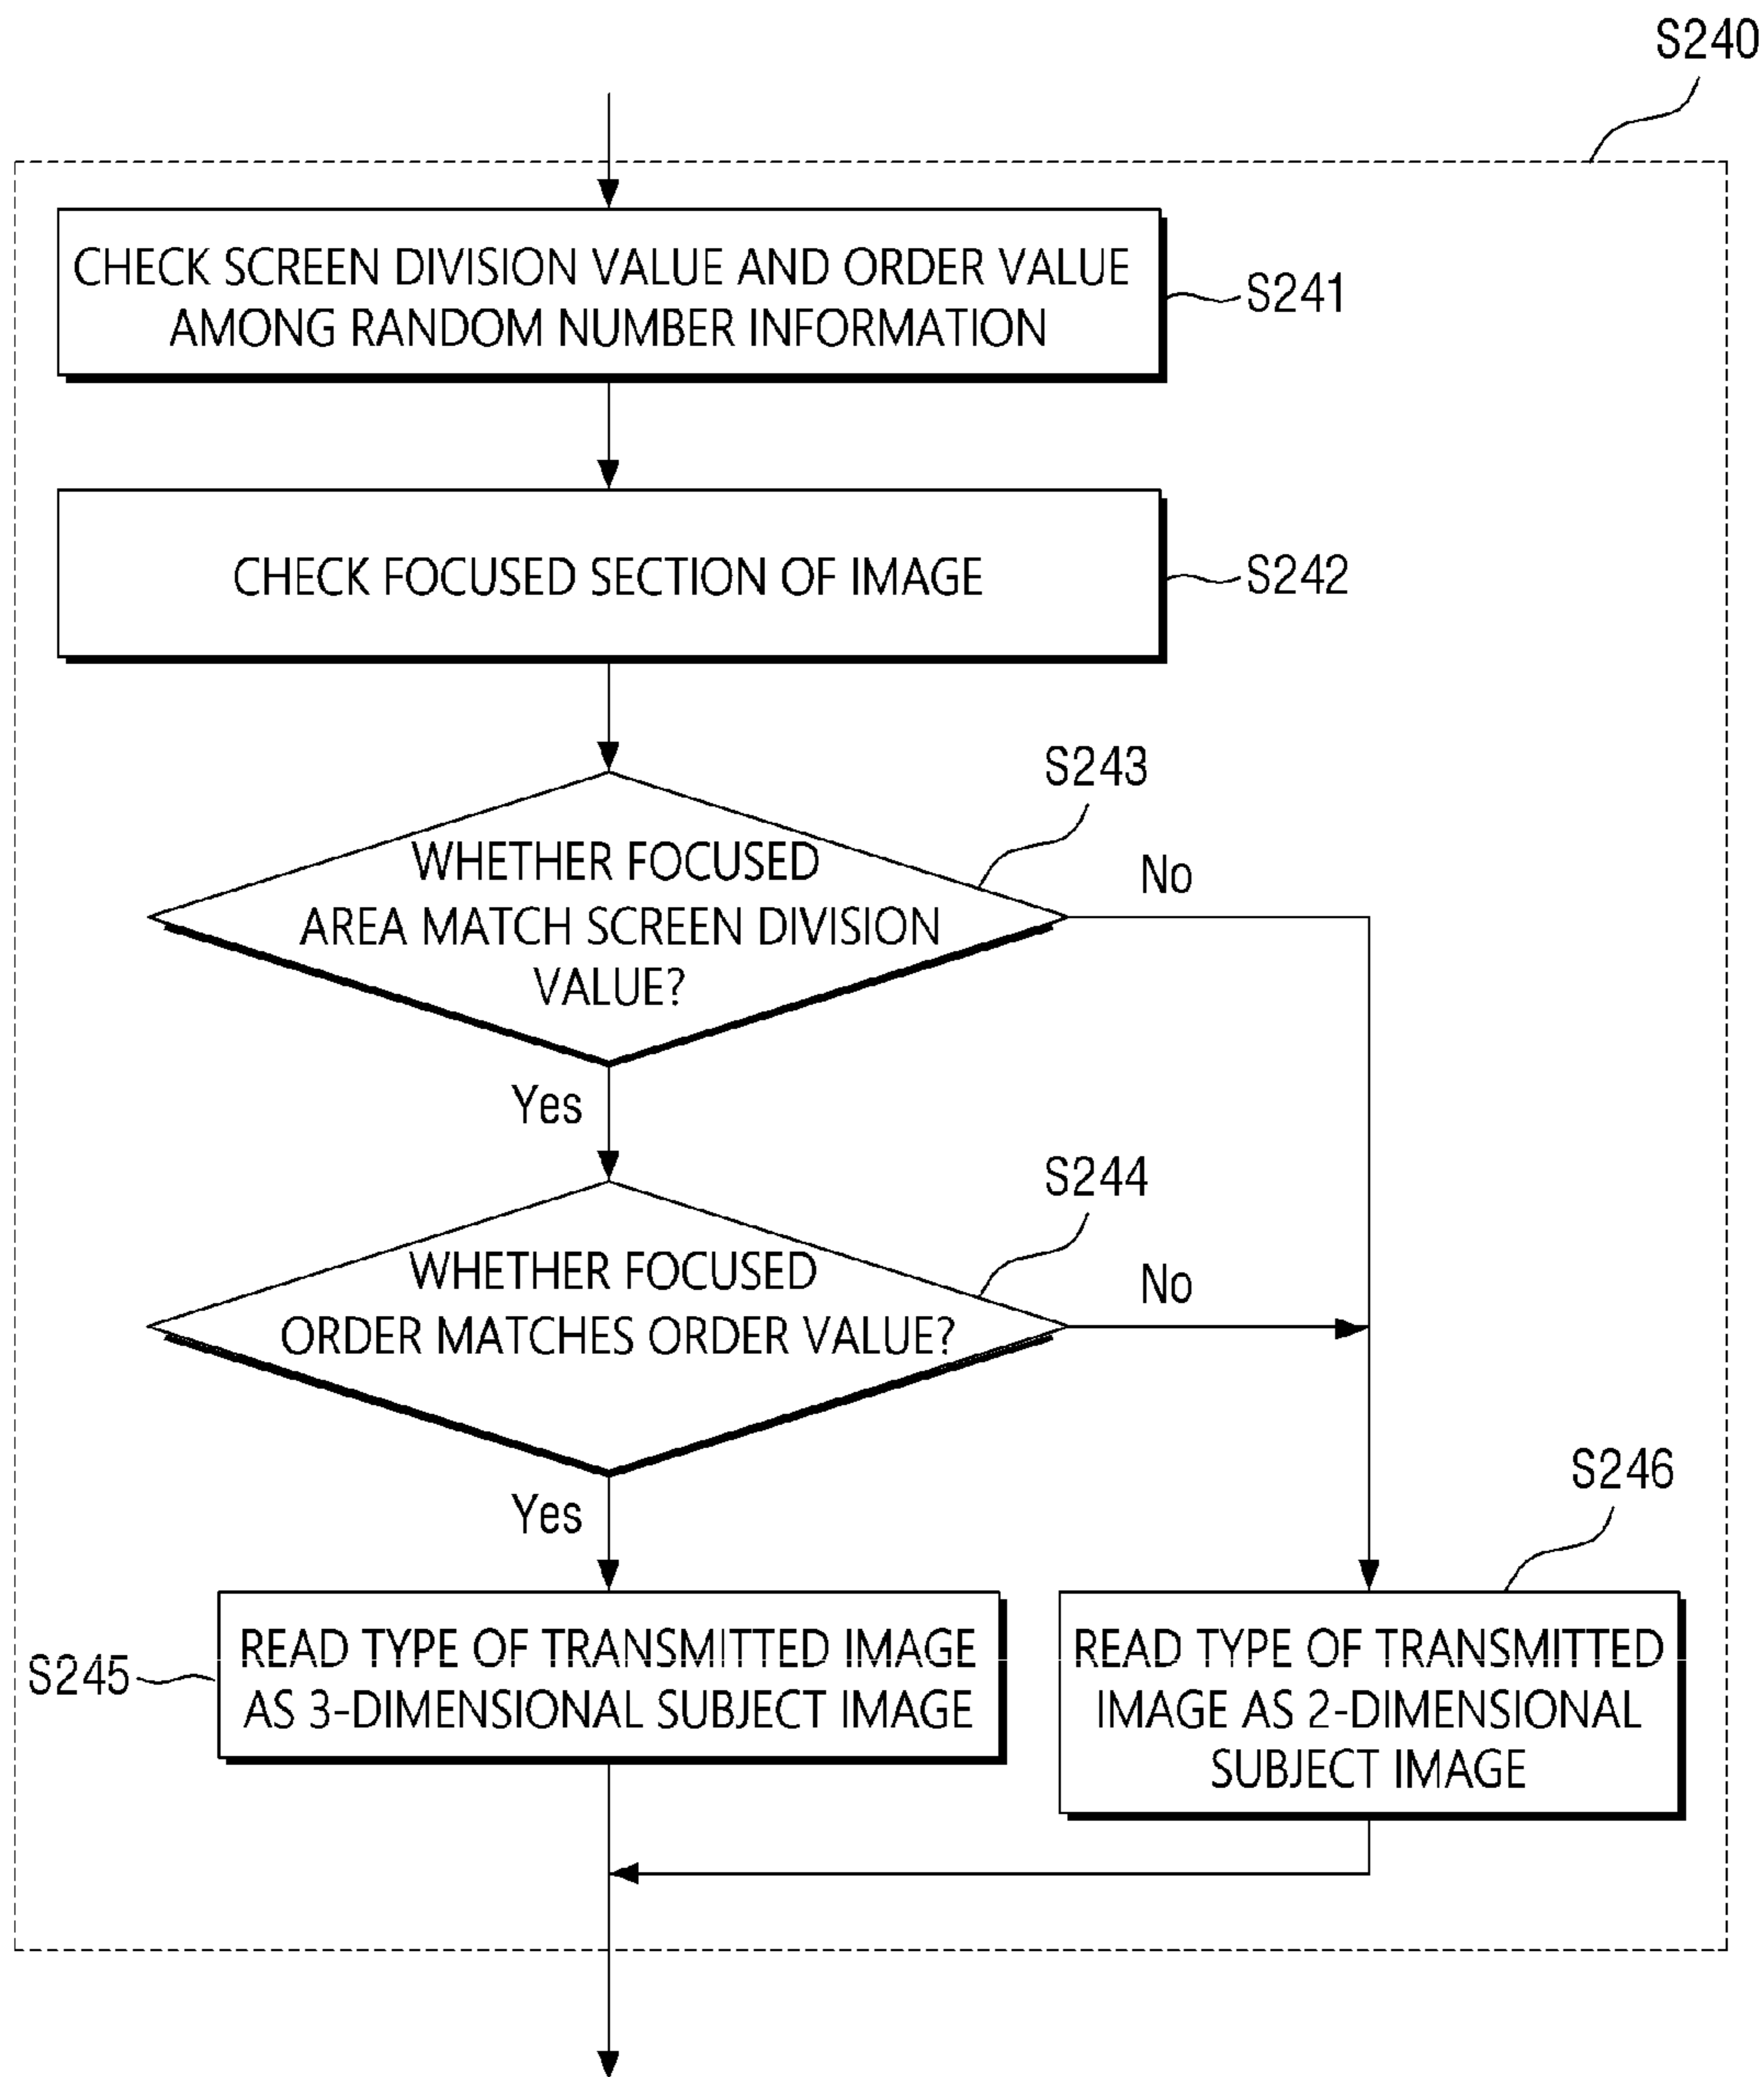 S240
CHECK SCREEN DIVISION VALUE AND ORDER VALUE
AMONG RANDOM NUMBER INFORMATION
S241
CHECK FOCUSED SECTION OF IMAGE
S242
S243
WHETHER FOCUSED
AREA MATCH SCREEN DIVISION
VALUE?
No
Yes
S244
WHETHER FOCUSED
ORDER MATCHES ORDER VALUE?
No
Yes
S246
S245
READ TYPE OF TRANSMITTED IMAGE
AS 3-DIMENSIONAL SUBJECT IMAGE
READ TYPE OF TRANSMITTED
IMAGE AS 2-DIMENSIONAL
SUBJECT IMAGE